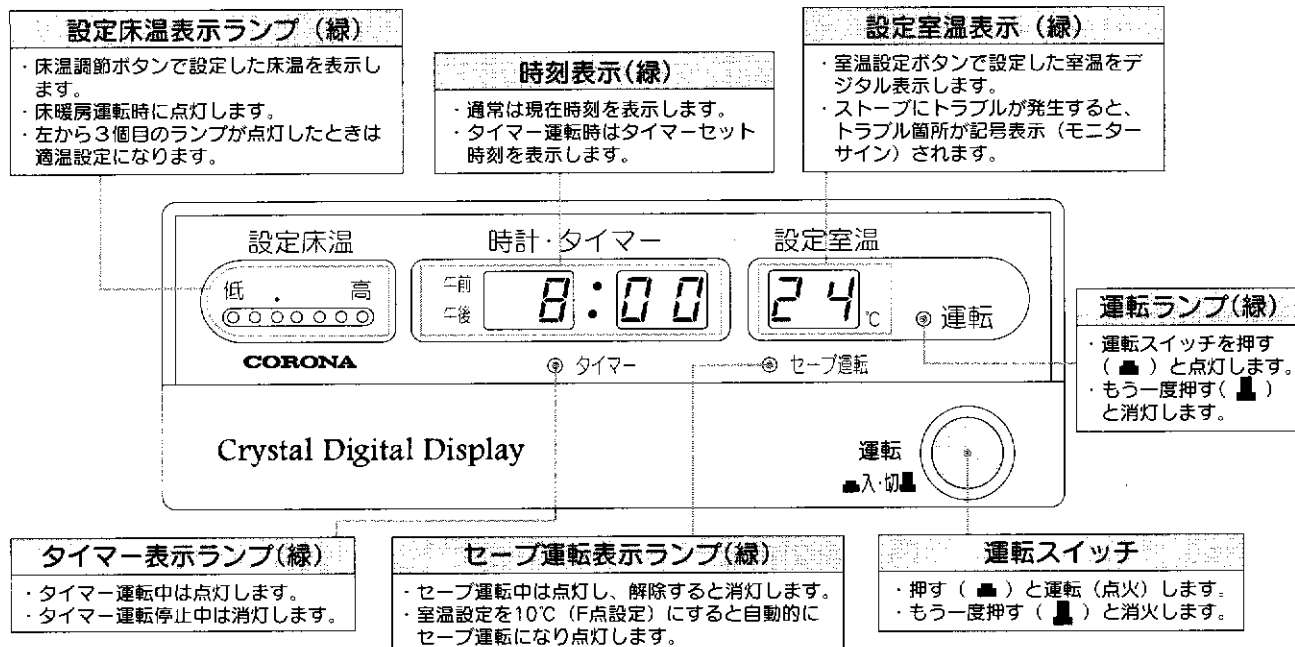 設定床温表示ランプ（緑）
・床温調節ボタンで設定した床温を表示し
ます。
・床暖房運転時に点灯します。
・左から３個目のランプが点灯したときは
適温設定になります。
時刻表示(緑)
・通常は現在時刻を表示します。
・タイマー運転時はタイマーセット
時刻を表示します。
設定室温表示（緑）
・室温設定ボタンで設定した室温をデ
ジタル表示します。
・ストーブにトラブルが発生すると、
トラブル箇所が記号表示（モニター
サイン）されます。
設定床温
時計・タイマー
設定室温
低 . 高
午前
午後
8:00
24℃
運転
CORONA
タイマー
セーブ運転
運転ランプ(緑)
・運転スイッチを押す
（ ）と点灯します。
・もう一度押す（ ）
と消灯します。
Crystal Digital Display
運転
入・切
タイマー表示ランプ(緑)
・タイマー運転中は点灯します。
・タイマー運転停止中は消灯します。
セーブ運転表示ランプ(緑)
・セーブ運転中は点灯し、解除すると消灯します。
・室温設定を10℃（F点設定）にすると自動的に
セーブ運転になり点灯します。
運転スイッチ
・押す（ ）と運転（点火）します。
・もう一度押す（ ）と消火します。